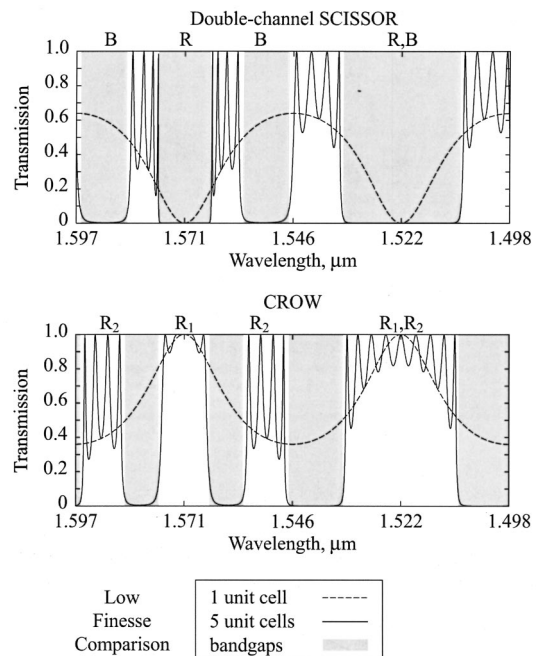 Double-channel SCISSOR
B R B R,B
1.0
0.8
0.6
0.4
0.2
0
Transmission
1.597 1.571 1.546 1.522 1.498
Wavelength, μm
CROW
R₂ R₁ R₂ R₁,R₂
1.0
0.8
0.6
0.4
0.2
0
Transmission
1.597 1.571 1.546 1.522 1.498
Wavelength, μm
Low 1 unit cell
Finesse 5 unit cells
Comparison bandgaps